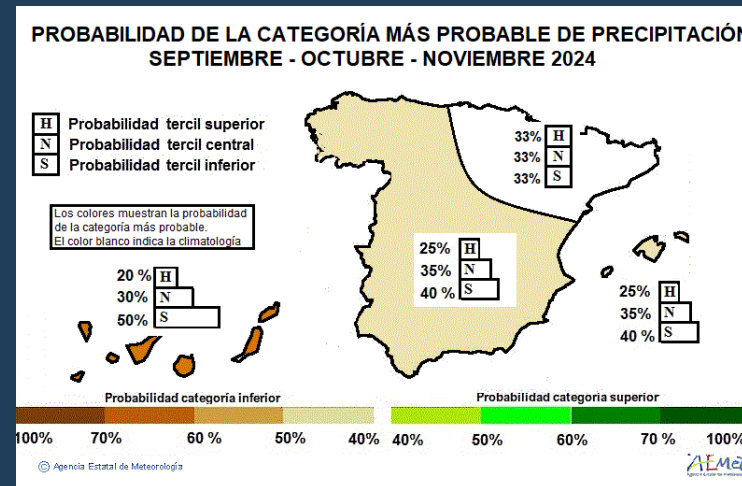 PROBABILIDAD DE LA CATEGORÍA MÁS PROBABLE DE PRECIPITACIÓN
SEPTIEMBRE - OCTUBRE - NOVIEMBRE 2024
H Probabilidad tercil superior
N Probabilidad tercil central
S Probabilidad tercil inferior
33% H
33% N
33% S
Los colores muestran la probabilidad
de la categoría más probable.
El color blanco indica la climatología
25% H
35% N
40 % S
20 % H
30% N
50% S
25% H
35% N
40 % S
Probabilidad categoría inferior
Probabilidad categoria superior
100% 70% 60 % 50% 40% 40% 50% 60% 70 % 100%
© Agencia Estatal de Meteorología
AEMet